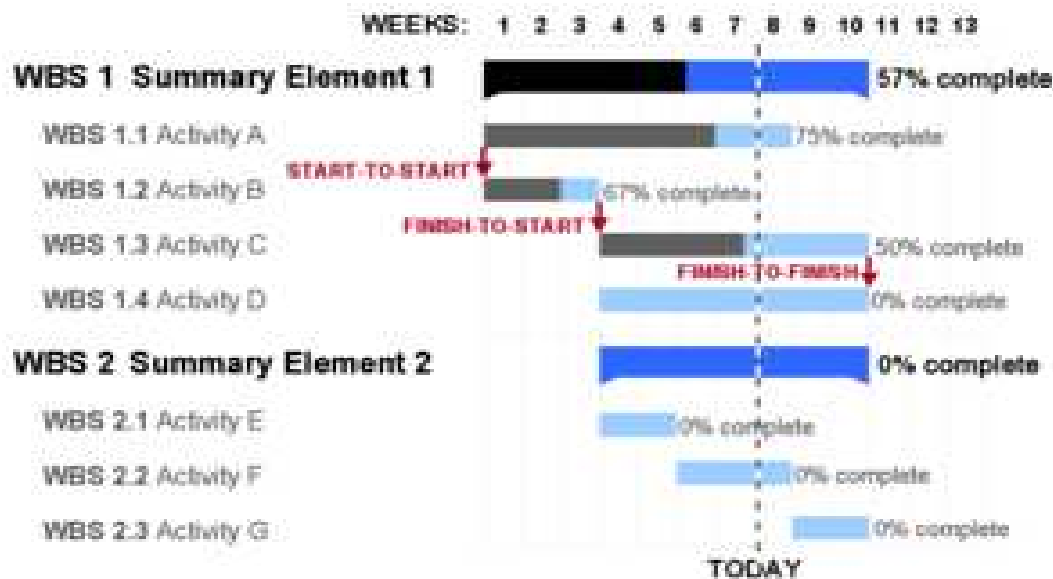 WEEKS: 1 2 3 4 5 6 7 8 9 10 11 12 13
WBS 1 Summary Element 1 57% complete
WBS 1.1 Activity A 75% complete
START-TO-START
WBS 1.2 Activity B 67% complete
FINISH-TO-START
WBS 1.3 Activity C 50% complete
FINISH-TO-FINISH
WBS 1.4 Activity D 0% complete
WBS 2 Summary Element 2 0% complete
WBS 2.1 Activity E 0% complete
WBS 2.2 Activity F 0% complete
WBS 2.3 Activity G 0% complete
TODAY